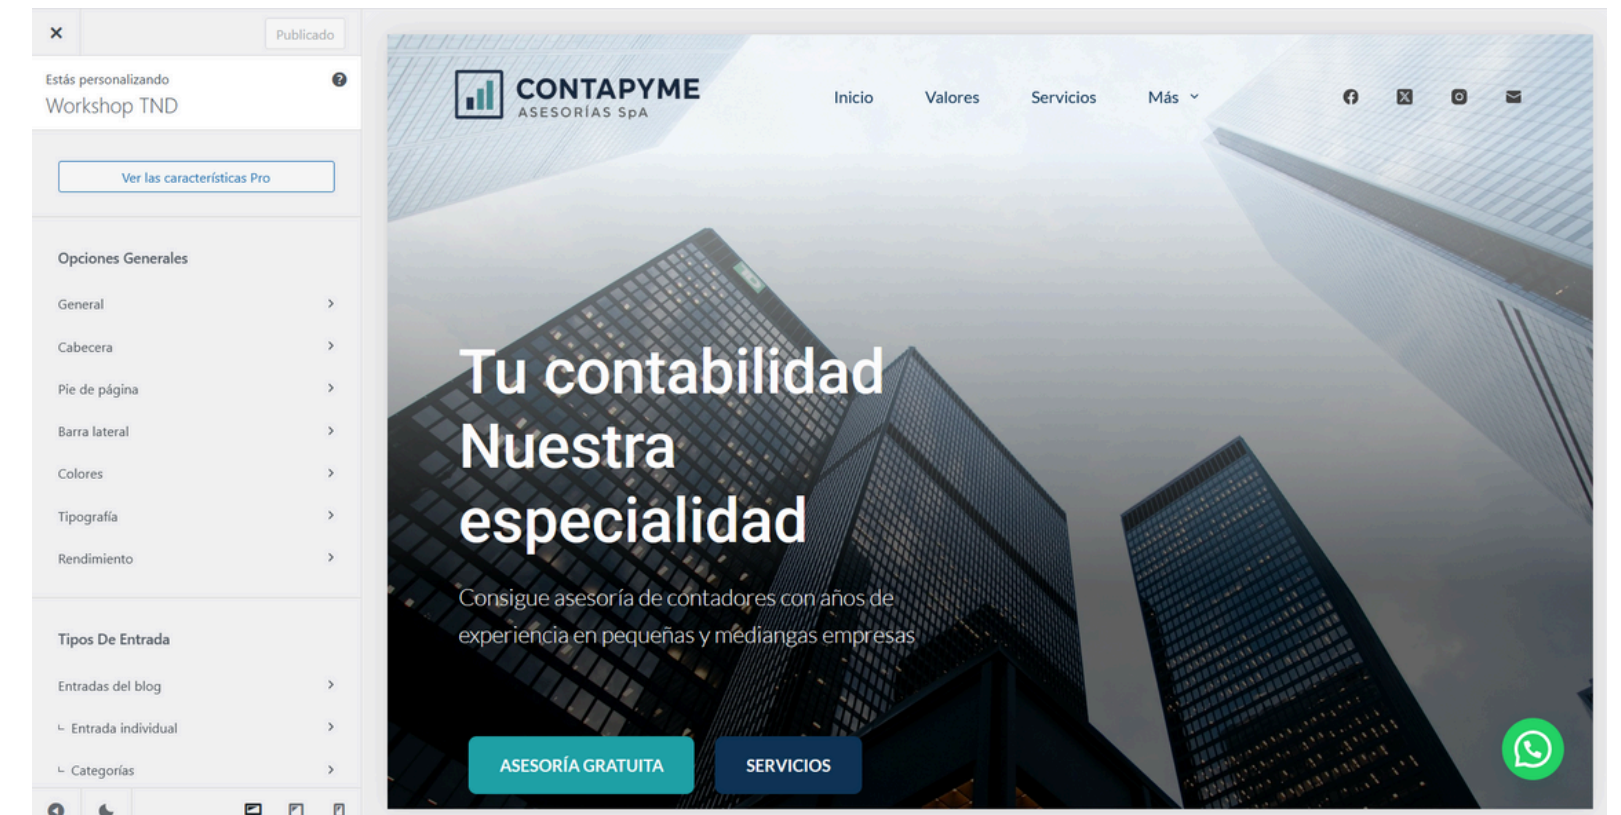 Publicado
Estás personalizando
Workshop TND
Ver las características Pro
Opciones Generales
General
Cabecera
Pie de página
Barra lateral
Colores
Tipografía
Rendimiento
Tipos De Entrada
Entradas del blog
Entrada individual
Categorías
CONTAPYME
ASESORÍAS SpA
Inicio Valores Servicios Más
Tu contabilidad
Nuestra
especialidad
Consigue asesoría de contadores con años de
experiencia en pequeñas y mediangas empresas
ASESORÍA GRATUITA SERVICIOS